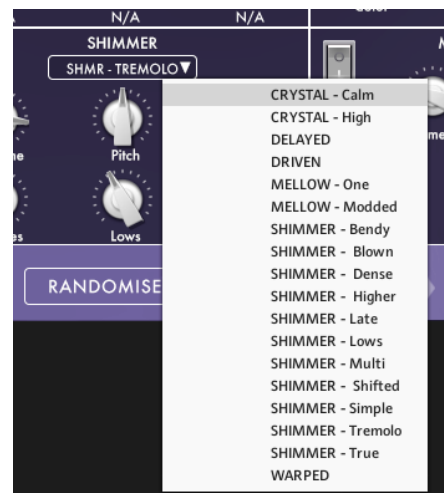 N/A N/A
SHIMMER
SHMR - TREMOLO▼
Pitch
Lows
RANDOMISE
CRYSTAL - Calm
CRYSTAL - High
DELAYED
DRIVEN
MELLOW - One
MELLOW - Modded
SHIMMER - Bendy
SHIMMER -  Blown
SHIMMER -  Dense
SHIMMER -  Higher
SHIMMER - Late
SHIMMER - Lows
SHIMMER - Multi
SHIMMER -  Shifted
SHIMMER - Simple
SHIMMER - Tremolo
SHIMMER - True
WARPED